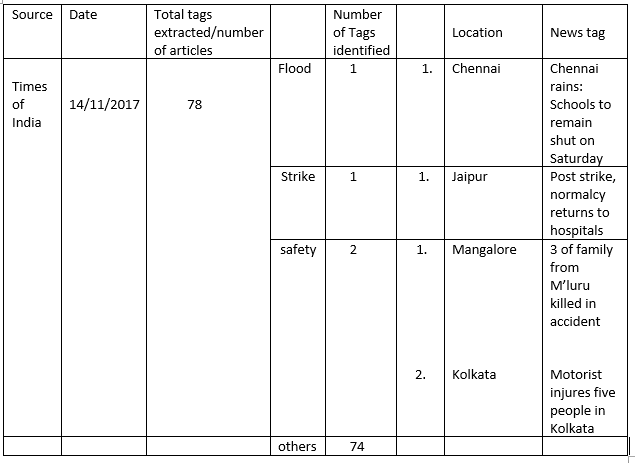 Source Date Total tags extracted/number of articles Number of Tags identified Location News tag
Times of India 14/11/2017 78
Flood 1 1. Chennai Chennai rains: Schools to remain shut on Saturday
Strike 1 1. Jaipur Post strike, normalcy returns to hospitals
safety 2 1. Mangalore 3 of family from M’luru killed in accident
2. Kolkata Motorist injures five people in Kolkata
others 74